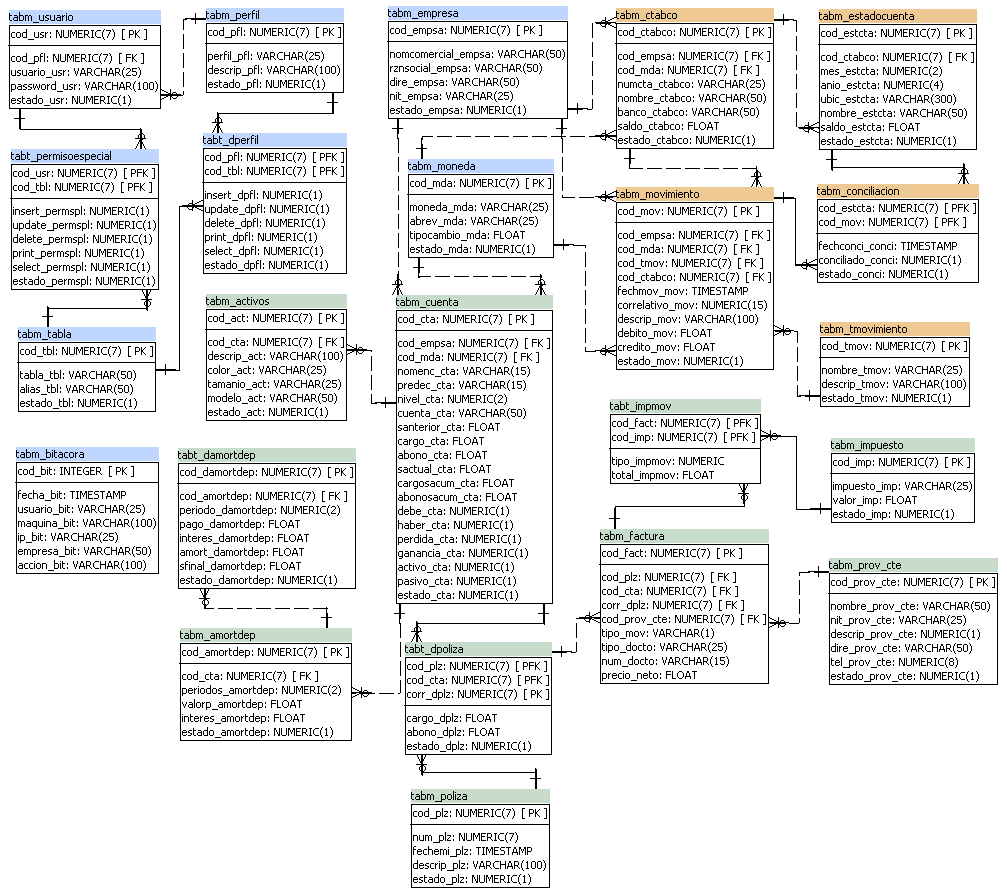 tabm_usuario
cod_usr: NUMERIC(7) [ PK ]
cod_pfl: NUMERIC(7) [ FK ]
usuario_usr: VARCHAR(25)
password_usr: VARCHAR(100)
estado_usr: NUMERIC(1)
tabm_perfil
cod_pfl: NUMERIC(7) [ PK ]
perfil_pfl: VARCHAR(25)
descrip_pfl: VARCHAR(100)
estado_pfl: NUMERIC(1)
tabm_empresa
cod_empsa: NUMERIC(7) [ PK ]
nomcomercial_empsa: VARCHAR(50)
rznsocial_empsa: VARCHAR(50)
dire_empsa: VARCHAR(50)
nit_empsa: VARCHAR(25)
estado_empsa: NUMERIC(1)
tabm_ctabco
cod_ctabco: NUMERIC(7) [ PK ]
cod_empsa: NUMERIC(7) [ FK ]
cod_mda: NUMERIC(7) [ FK ]
numcta_ctabco: VARCHAR(25)
nombre_ctabco: VARCHAR(50)
banco_ctabco: VARCHAR(50)
saldo_ctabco: FLOAT
estado_ctabco: NUMERIC(1)
tabm_estadocuenta
cod_estcta: NUMERIC(7) [ PK ]
cod_ctabco: NUMERIC(7) [ FK ]
mes_estcta: NUMERIC(2)
anio_estcta: NUMERIC(4)
ubic_estcta: VARCHAR(300)
nombre_estcta: VARCHAR(50)
saldo_estcta: FLOAT
estado_estcta: NUMERIC(1)
tabt_permisoespecial
cod_usr: NUMERIC(7) [ PFK ]
cod_tbl: NUMERIC(7) [ PFK ]
insert_permspl: NUMERIC(1)
update_permspl: NUMERIC(1)
delete_permspl: NUMERIC(1)
print_permspl: NUMERIC(1)
select_permspl: NUMERIC(1)
estado_permspl: NUMERIC(1)
tabt_dperfil
cod_pfl: NUMERIC(7) [ PFK ]
cod_tbl: NUMERIC(7) [ PFK ]
insert_dpfl: NUMERIC(1)
update_dpfl: NUMERIC(1)
delete_dpfl: NUMERIC(1)
print_dpfl: NUMERIC(1)
select_dpfl: NUMERIC(1)
estado_dpfl: NUMERIC(1)
tabm_moneda
cod_mda: NUMERIC(7) [ PK ]
moneda_mda: VARCHAR(25)
abrev_mda: VARCHAR(25)
tipocambio_mda: FLOAT
estado_mda: NUMERIC(1)
tabm_movimiento
cod_mov: NUMERIC(7) [ PK ]
cod_empsa: NUMERIC(7) [ FK ]
cod_mda: NUMERIC(7) [ FK ]
cod_tmov: NUMERIC(7) [ FK ]
cod_ctabco: NUMERIC(7) [ FK ]
fechmov_mov: TIMESTAMP
correlativo_mov: NUMERIC(15)
descrip_mov: VARCHAR(100)
debito_mov: FLOAT
credito_mov: FLOAT
estado_mov: NUMERIC(1)
tabm_conciliacion
cod_estcta: NUMERIC(7) [ PFK ]
cod_mov: NUMERIC(7) [ PFK ]
fechconci_conci: TIMESTAMP
conciliado_conci: NUMERIC(1)
estado_conci: NUMERIC(1)
tabm_tabla
cod_tbl: NUMERIC(7) [ PK ]
tabla_tbl: VARCHAR(50)
alias_tbl: VARCHAR(50)
estado_tbl: NUMERIC(1)
tabm_activos
cod_act: NUMERIC(7) [ PK ]
cod_cta: NUMERIC(7) [ FK ]
descrip_act: VARCHAR(100)
color_act: VARCHAR(25)
tamanio_act: VARCHAR(25)
modelo_act: VARCHAR(50)
estado_act: NUMERIC(1)
tabm_cuenta
cod_cta: NUMERIC(7) [ PK ]
cod_empsa: NUMERIC(7) [ FK ]
cod_mda: NUMERIC(7) [ FK ]
nomenc_cta: VARCHAR(15)
predec_cta: VARCHAR(15)
nivel_cta: NUMERIC(2)
cuenta_cta: VARCHAR(50)
santerior_cta: FLOAT
cargo_cta: FLOAT
abono_cta: FLOAT
sactual_cta: FLOAT
cargosacum_cta: FLOAT
abonosacum_cta: FLOAT
debe_cta: NUMERIC(1)
haber_cta: NUMERIC(1)
perdida_cta: NUMERIC(1)
ganancia_cta: NUMERIC(1)
activo_cta: NUMERIC(1)
pasivo_cta: NUMERIC(1)
estado_cta: NUMERIC(1)
tabm_tmovimiento
cod_tmov: NUMERIC(7) [ PK ]
nombre_tmov: VARCHAR(25)
descrip_tmov: VARCHAR(100)
estado_tmov: NUMERIC(1)
tabt_impmov
cod_fact: NUMERIC(7) [ PFK ]
cod_imp: NUMERIC(7) [ PFK ]
tipo_impmov: NUMERIC
total_impmov: FLOAT
tabm_impuesto
cod_imp: NUMERIC(7) [ PK ]
impuesto_imp: VARCHAR(25)
valor_imp: FLOAT
estado_imp: NUMERIC(1)
tabm_bitacora
cod_bit: INTEGER [ PK ]
fecha_bit: TIMESTAMP
usuario_bit: VARCHAR(25)
maquina_bit: VARCHAR(100)
ip_bit: VARCHAR(25)
empresa_bit: VARCHAR(50)
accion_bit: VARCHAR(100)
tabt_damortdep
cod_damortdep: NUMERIC(7) [ PK ]
cod_amortdep: NUMERIC(7) [ FK ]
periodo_damortdep: NUMERIC(2)
pago_damortdep: FLOAT
interes_damortdep: FLOAT
amort_damortdep: FLOAT
sfinal_damortdep: FLOAT
estado_damortdep: NUMERIC(1)
tabm_factura
cod_fact: NUMERIC(7) [ PK ]
cod_plz: NUMERIC(7) [ FK ]
cod_cta: NUMERIC(7) [ FK ]
corr_dplz: NUMERIC(7) [ FK ]
cod_prov_cte: NUMERIC(7) [ FK ]
tipo_mov: VARCHAR(1)
tipo_docto: VARCHAR(25)
num_docto: VARCHAR(15)
precio_neto: FLOAT
tabm_prov_cte
cod_prov_cte: NUMERIC(7) [ PK ]
nombre_prov_cte: VARCHAR(50)
nit_prov_cte: VARCHAR(25)
descrip_prov_cte: NUMERIC(1)
dire_prov_cte: VARCHAR(50)
tel_prov_cte: NUMERIC(8)
estado_prov_cte: NUMERIC(1)
tabm_amortdep
cod_amortdep: NUMERIC(7) [ PK ]
cod_cta: NUMERIC(7) [ FK ]
periodos_amortdep: NUMERIC(2)
valorp_amortdep: FLOAT
interes_amortdep: FLOAT
estado_amortdep: NUMERIC(1)
tabt_dpoliza
cod_plz: NUMERIC(7) [ PFK ]
cod_cta: NUMERIC(7) [ PFK ]
corr_dplz: NUMERIC(7) [ PK ]
cargo_dplz: FLOAT
abono_dplz: FLOAT
estado_dplz: NUMERIC(1)
tabm_poliza
cod_plz: NUMERIC(7) [ PK ]
num_plz: NUMERIC(7)
fechemi_plz: TIMESTAMP
descrip_plz: VARCHAR(100)
estado_plz: NUMERIC(1)